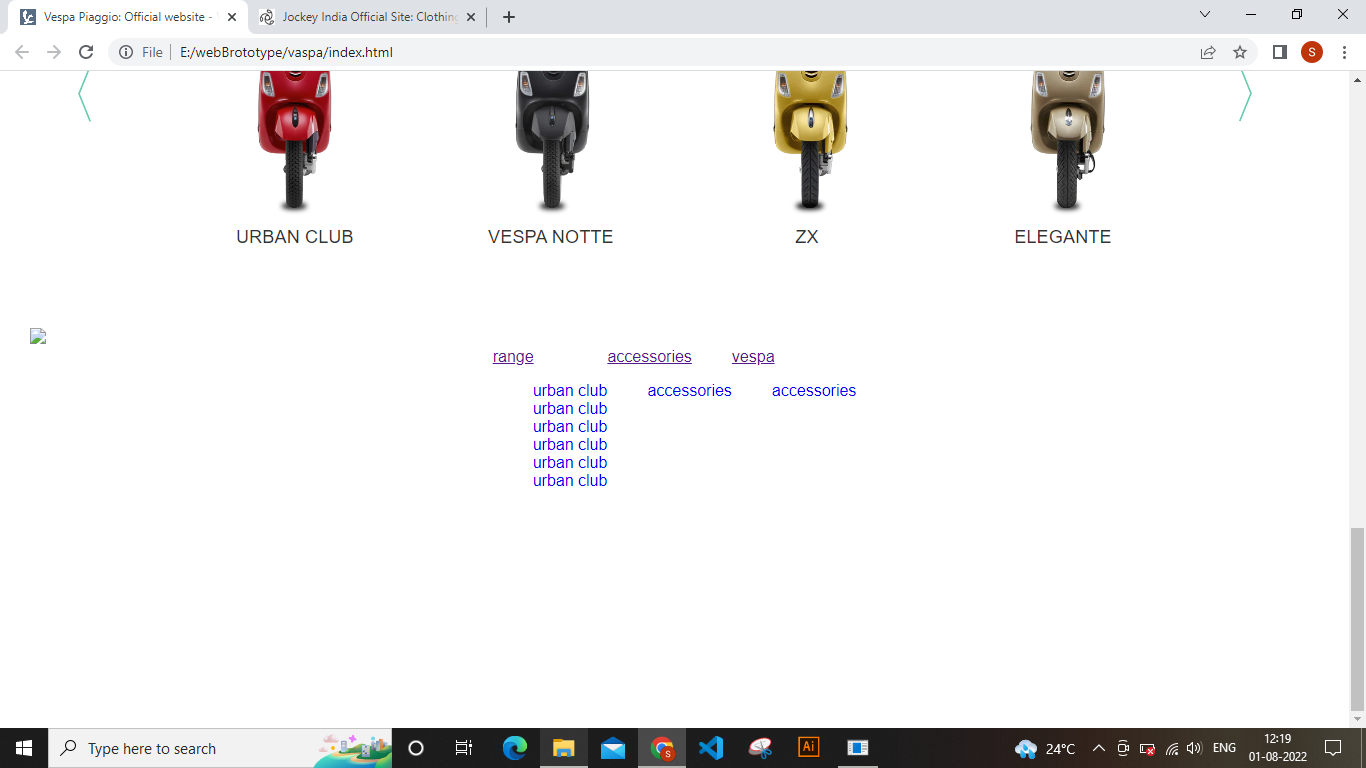 Vespa Piaggio: Official website -
Jockey India Official Site: Clothing
File E:/webBrototype/vaspa/index.html
S
URBAN CLUB VESPA NOTTE ZX ELEGANTE
range accessories vespa
urban club accessories accessories
urban club
urban club
urban club
urban club
urban club
Type here to search
S
Ai
24°C
ENG
12:19
01-08-2022